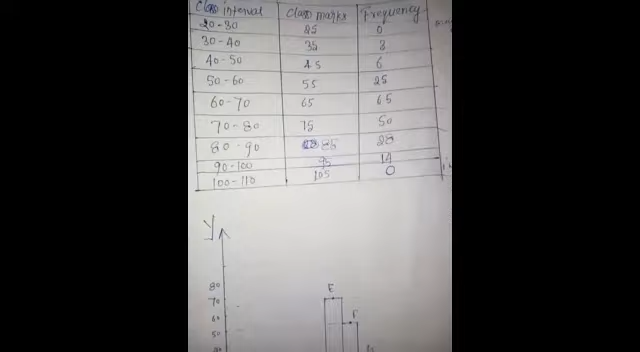 Class interval Class marks Frequency
20-30 25 0
30-40 35 3
40-50 45 6
50-60 55 25
60-70 65 65
70-80 75 50
80-90 85 28
90-100 95 14
100-110 105 0
Y
80
E
70
60 F
50